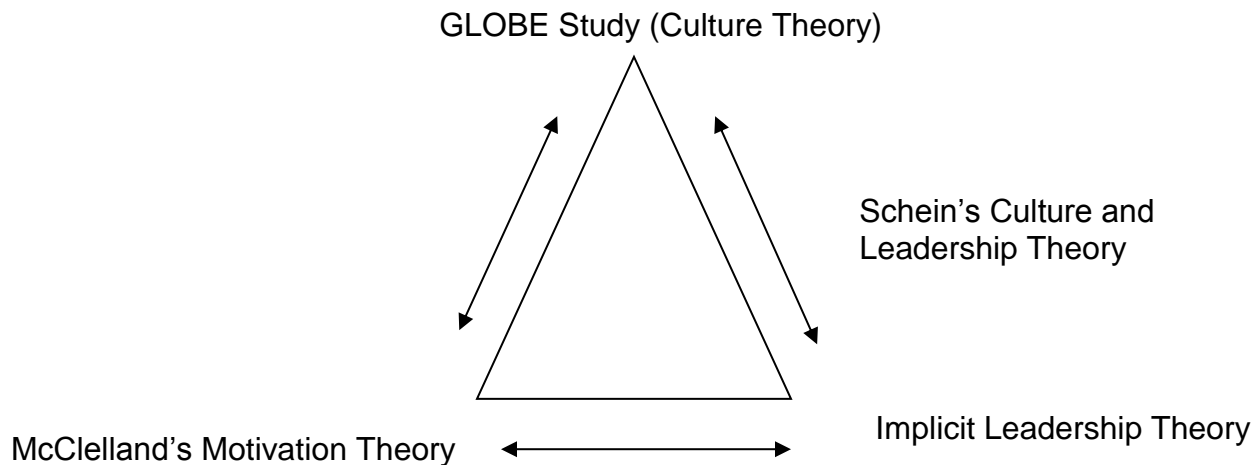 GLOBE Study (Culture Theory)
Schein’s Culture and
Leadership Theory
Implicit Leadership Theory
McClelland’s Motivation Theory